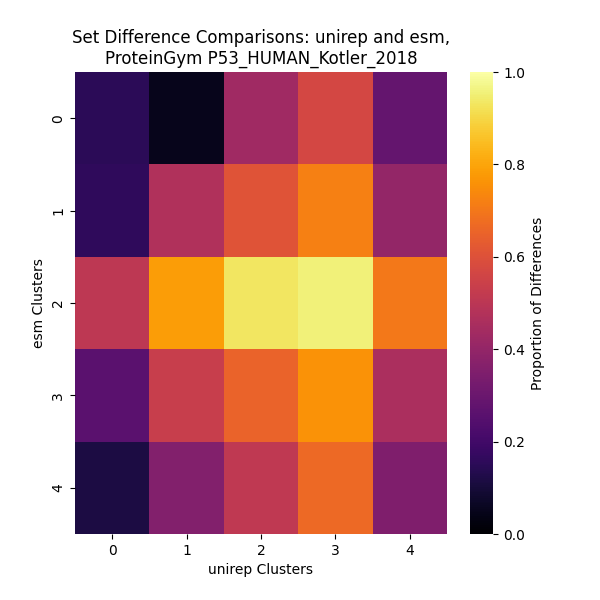 Set Difference Comparisons: unirep and esm,
ProteinGym P53_HUMAN_Kotler_2018
esm Clusters
0
1
2
3
4
0 1 2 3 4
unirep Clusters
1.0
0.8
0.6
0.4
0.2
0.0
Proportion of Differences